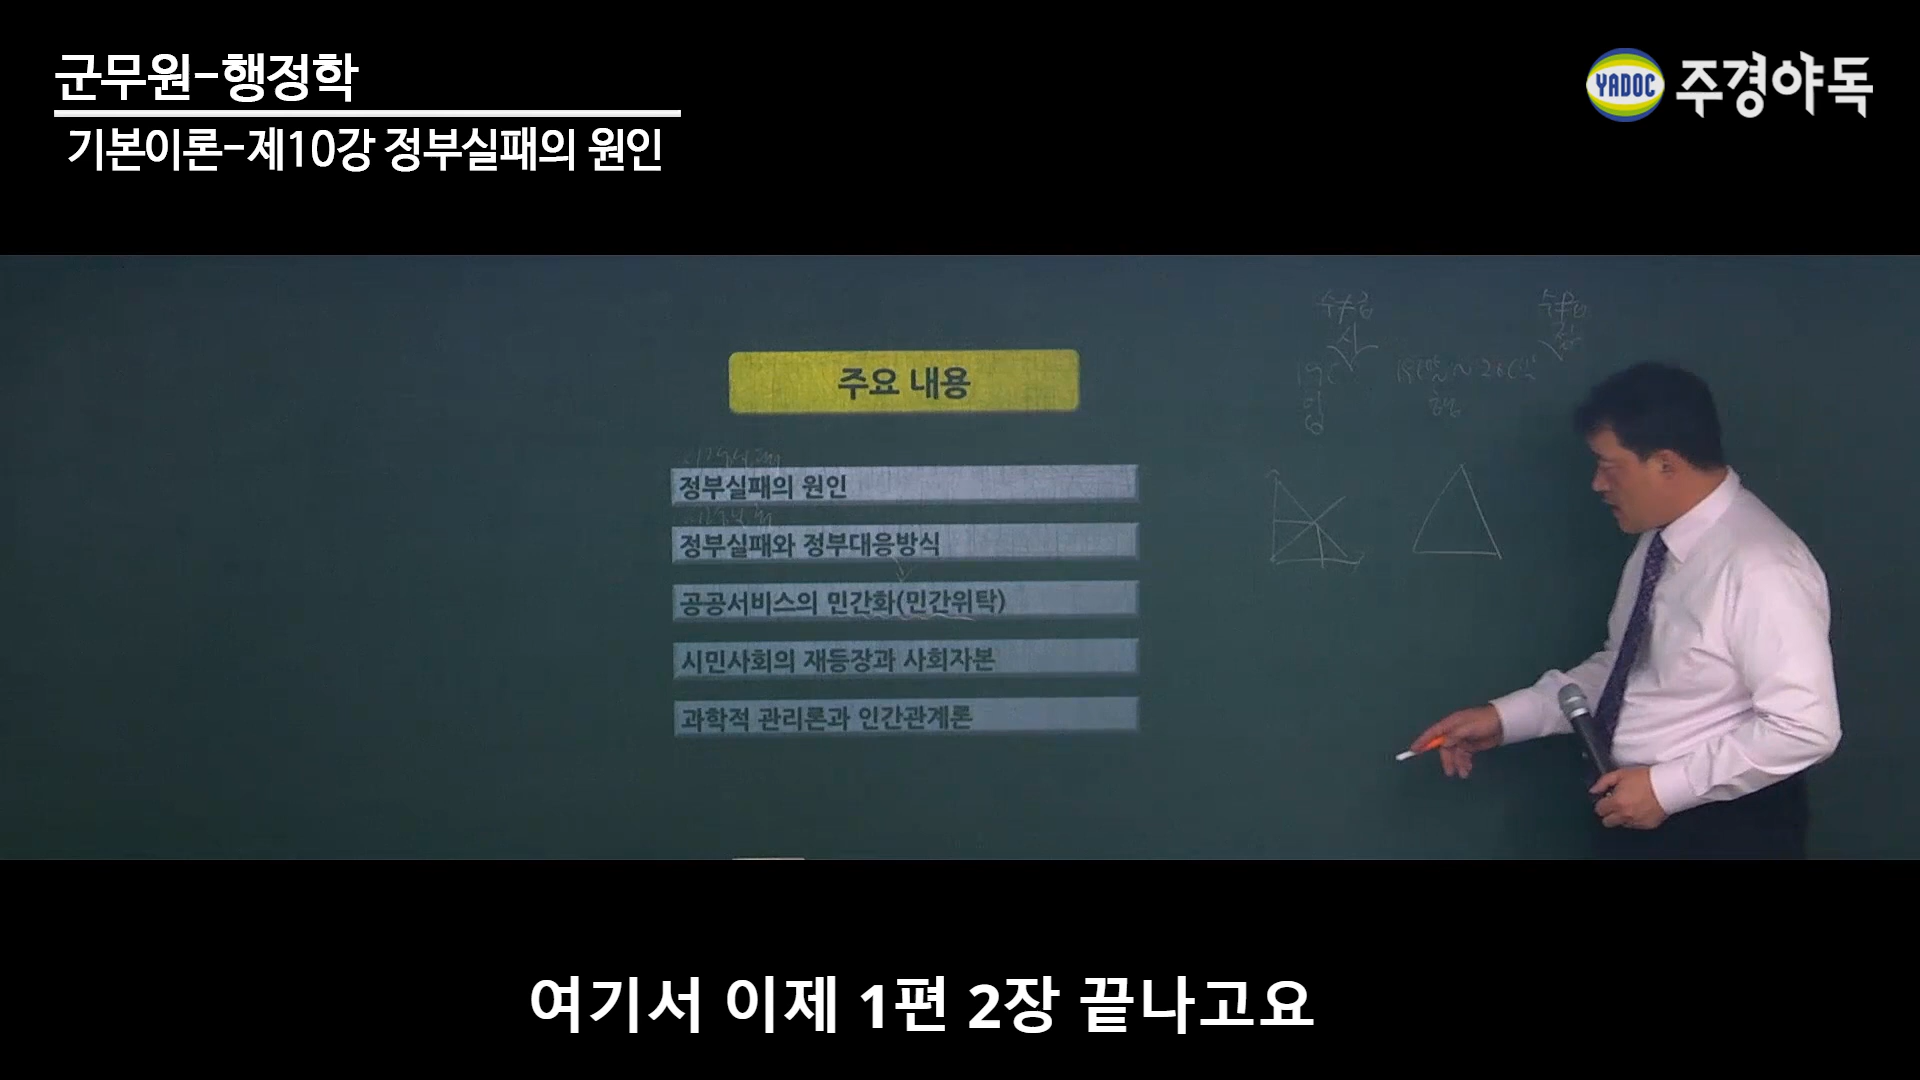 군무원-행정학
기본이론-제10강 정부실패의 원인
YADOC 주경야독
주요 내용
정부실패의 원인
정부실패와 정부대응방식
공공서비스의 민간화(민간위탁)
시민사회의 재등장과 사회자본
과학적 관리론과 인간관계론
여기서 이제 1편 2장 끝나고요